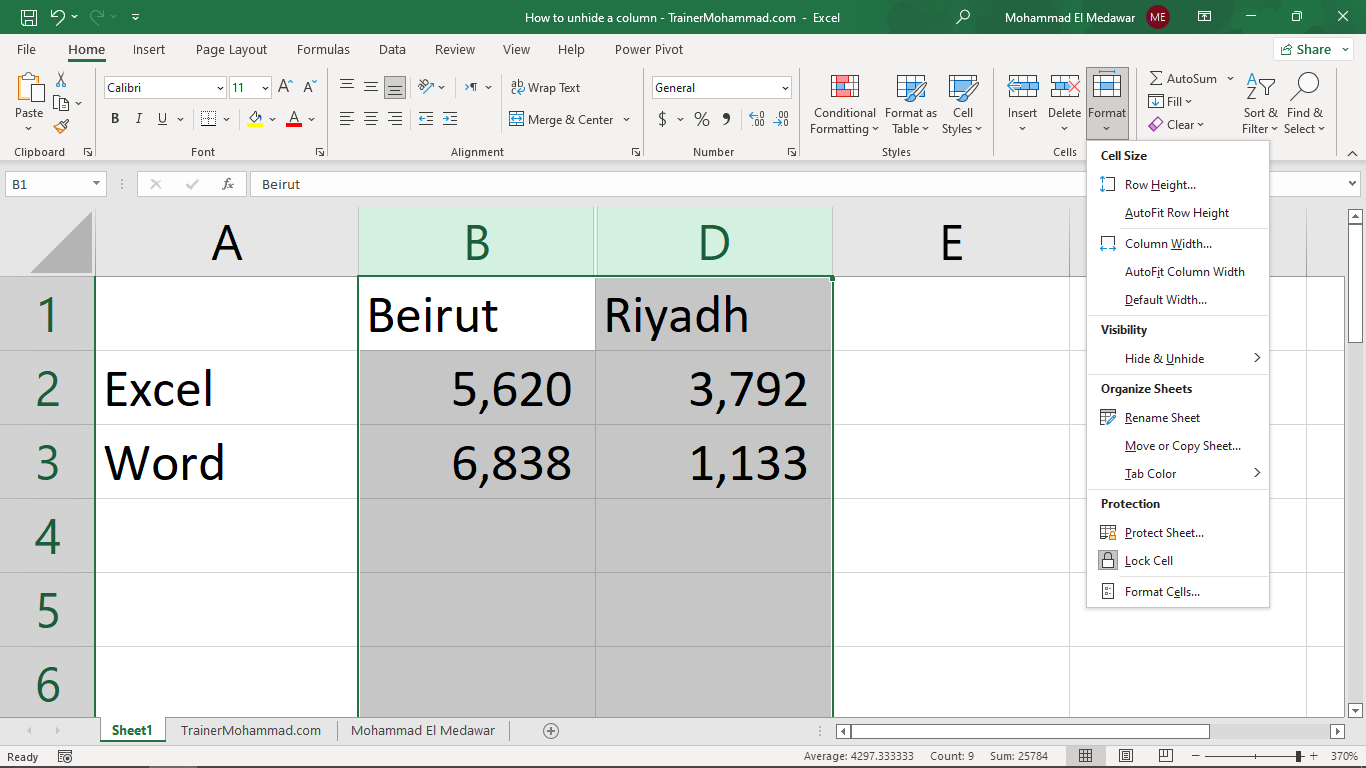 How to unhide a column - TrainerMohammad.com - Excel
Mohammad El Medawar ME
File Home Insert Page Layout Formulas Data Review View Help Power Pivot Share
Paste
Calibri 11
B I U A
A A
ab Wrap Text
Merge & Center
General
$ % 9 .00 .00
Conditional Formatting
Format as Table
Cell Styles
Insert Delete Format
AutoSum
Fill
Clear
Sort & Filter
Find & Select
Clipboard Font Alignment Number Styles Cells
B1 fx Beirut
Cell Size
Row Height...
AutoFit Row Height
Column Width...
AutoFit Column Width
Default Width...
Visibility
Hide & Unhide
Organize Sheets
Rename Sheet
Move or Copy Sheet...
Tab Color
Protection
Protect Sheet...
Lock Cell
Format Cells...
A B D E
1 Beirut Riyadh
2 Excel 5,620 3,792
3 Word 6,838 1,133
4
5
6
Sheet1 TrainerMohammad.com Mohammad El Medawar
Ready Average: 4297.333333 Count: 9 Sum: 25784 370%